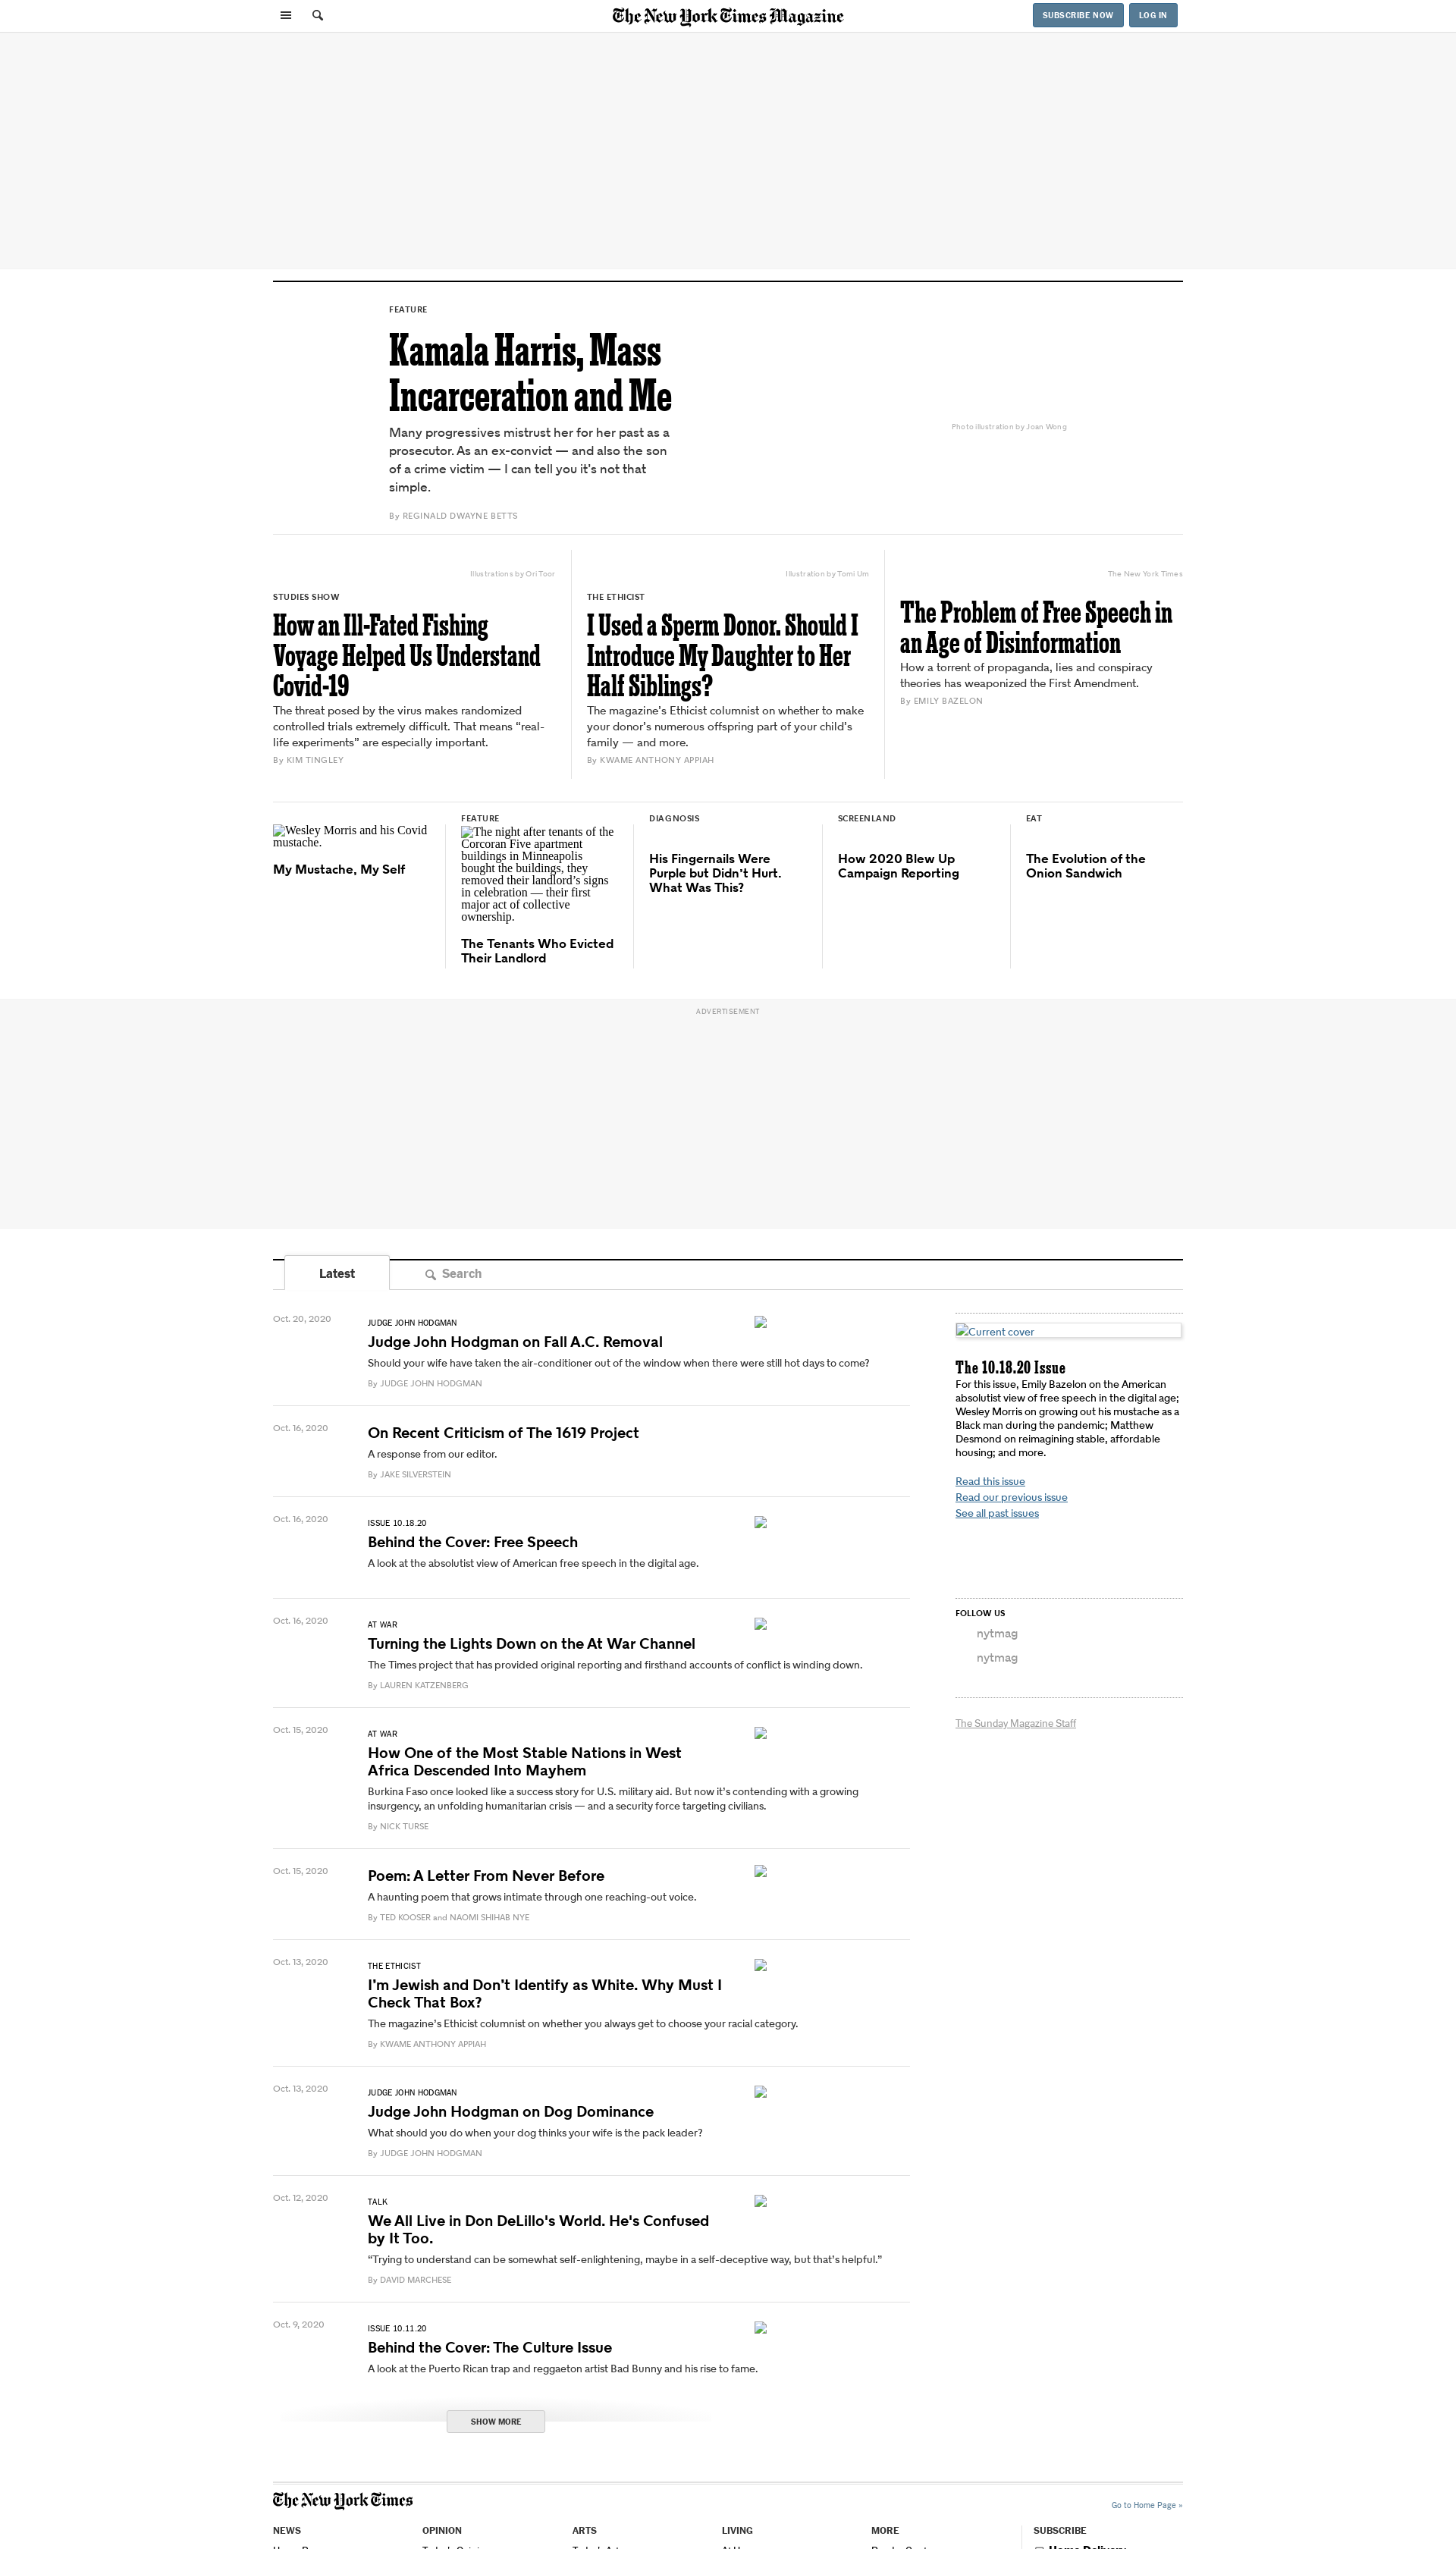 The New York Times Magazine
SUBSCRIBE NOW
LOG IN
FEATURE
Kamala Harris, Mass
Incarceration and Me
Many progressives mistrust her for her past as a
prosecutor. As an ex-convict — and also the son
of a crime victim — I can tell you it’s not that
simple.
By REGINALD DWAYNE BETTS
Photo illustration by Joan Wong
Illustrations by Ori Toor
STUDIES SHOW
How an Ill-Fated Fishing
Voyage Helped Us Understand
Covid-19
The threat posed by the virus makes randomized
controlled trials extremely difficult. That means “real-
life experiments” are especially important.
By KIM TINGLEY
Illustration by Tomi Um
THE ETHICIST
I Used a Sperm Donor. Should I
Introduce My Daughter to Her
Half Siblings?
The magazine’s Ethicist columnist on whether to make
your donor’s numerous offspring part of your child’s
family — and more.
By KWAME ANTHONY APPIAH
The New York Times
The Problem of Free Speech in
an Age of Disinformation
How a torrent of propaganda, lies and conspiracy
theories has weaponized the First Amendment.
By EMILY BAZELON
Wesley Morris and his Covid
mustache.
My Mustache, My Self
FEATURE
The night after tenants of the
Corcoran Five apartment
buildings in Minneapolis
bought the buildings, they
removed their landlord’s signs
in celebration — their first
major act of collective
ownership.
The Tenants Who Evicted
Their Landlord
DIAGNOSIS
His Fingernails Were
Purple but Didn’t Hurt.
What Was This?
SCREENLAND
How 2020 Blew Up
Campaign Reporting
EAT
The Evolution of the
Onion Sandwich
ADVERTISEMENT
Latest
Search
Oct. 20, 2020
JUDGE JOHN HODGMAN
Judge John Hodgman on Fall A.C. Removal
Should your wife have taken the air-conditioner out of the window when there were still hot days to come?
By JUDGE JOHN HODGMAN
Oct. 16, 2020
On Recent Criticism of The 1619 Project
A response from our editor.
By JAKE SILVERSTEIN
Oct. 16, 2020
ISSUE 10.18.20
Behind the Cover: Free Speech
A look at the absolutist view of American free speech in the digital age.
Oct. 16, 2020
AT WAR
Turning the Lights Down on the At War Channel
The Times project that has provided original reporting and firsthand accounts of conflict is winding down.
By LAUREN KATZENBERG
Oct. 15, 2020
AT WAR
How One of the Most Stable Nations in West
Africa Descended Into Mayhem
Burkina Faso once looked like a success story for U.S. military aid. But now it’s contending with a growing
insurgency, an unfolding humanitarian crisis — and a security force targeting civilians.
By NICK TURSE
Oct. 15, 2020
Poem: A Letter From Never Before
A haunting poem that grows intimate through one reaching-out voice.
By TED KOOSER and NAOMI SHIHAB NYE
Oct. 13, 2020
THE ETHICIST
I’m Jewish and Don’t Identify as White. Why Must I
Check That Box?
The magazine’s Ethicist columnist on whether you always get to choose your racial category.
By KWAME ANTHONY APPIAH
Oct. 13, 2020
JUDGE JOHN HODGMAN
Judge John Hodgman on Dog Dominance
What should you do when your dog thinks your wife is the pack leader?
By JUDGE JOHN HODGMAN
Oct. 12, 2020
TALK
We All Live in Don DeLillo's World. He's Confused
by It Too.
“Trying to understand can be somewhat self-enlightening, maybe in a self-deceptive way, but that’s helpful.”
By DAVID MARCHESE
Oct. 9, 2020
ISSUE 10.11.20
Behind the Cover: The Culture Issue
A look at the Puerto Rican trap and reggaeton artist Bad Bunny and his rise to fame.
SHOW MORE
Current cover
The 10.18.20 Issue
For this issue, Emily Bazelon on the American
absolutist view of free speech in the digital age;
Wesley Morris on growing out his mustache as a
Black man during the pandemic; Matthew
Desmond on reimagining stable, affordable
housing; and more.
Read this issue
Read our previous issue
See all past issues
FOLLOW US
nytmag
nytmag
The Sunday Magazine Staff
The New York Times
Go to Home Page »
NEWS
OPINION
ARTS
LIVING
MORE
SUBSCRIBE
Home Delivery